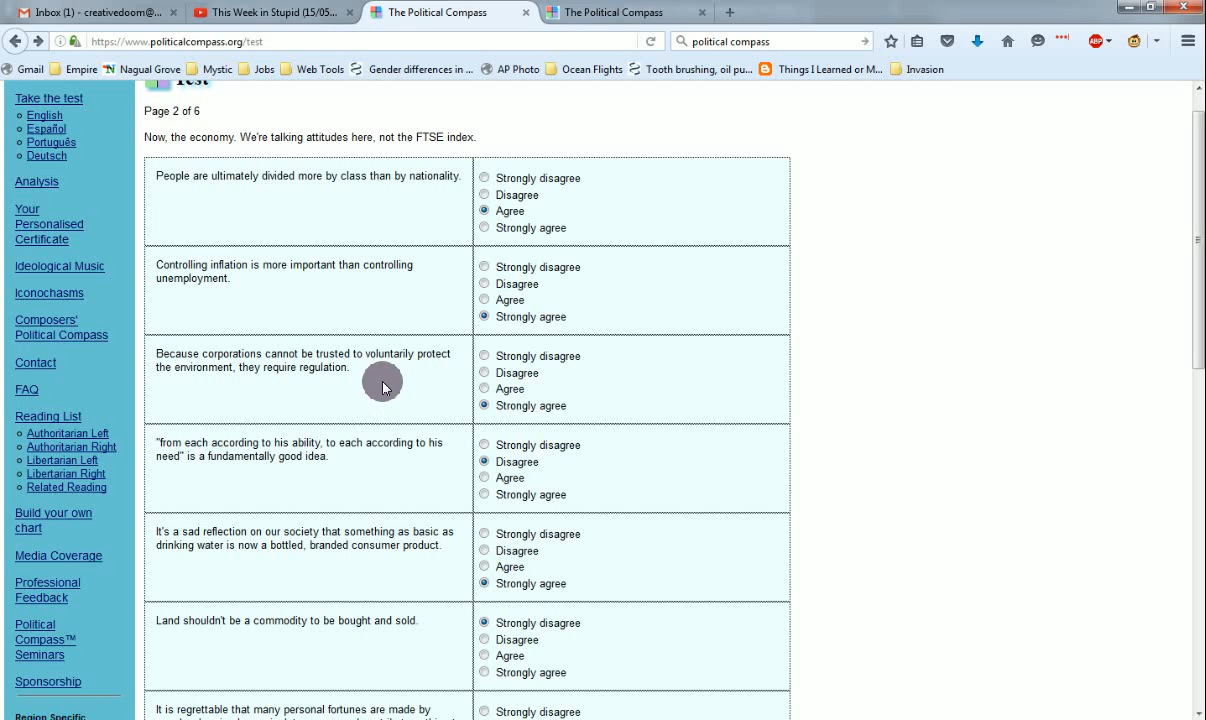 Inbox (1) - creativedoom@...
This Week in Stupid (15/05...
The Political Compass
The Political Compass
https://www.politicalcompass.org/test
political compass
Gmail
Empire
Nagual Grove
Mystic
Jobs
Web Tools
Gender differences in ...
AP Photo
Ocean Flights
Tooth brushing, oil pu...
Things I Learned or M...
Invasion
Take the test
English
Español
Português
Deutsch
Analysis
Your
Personalised
Certificate
Ideological Music
Iconochasms
Composers'
Political Compass
Contact
FAQ
Reading List
Authoritarian Left
Authoritarian Right
Libertarian Left
Libertarian Right
Related Reading
Build your own
chart
Media Coverage
Professional
Feedback
Political
Compass™
Seminars
Sponsorship
Region Specific
Test
Page 2 of 6
Now, the economy. We're talking attitudes here, not the FTSE index.
People are ultimately divided more by class than by nationality.
Strongly disagree
Disagree
Agree
Strongly agree
Controlling inflation is more important than controlling
unemployment.
Strongly disagree
Disagree
Agree
Strongly agree
Because corporations cannot be trusted to voluntarily protect
the environment, they require regulation.
Strongly disagree
Disagree
Agree
Strongly agree
"from each according to his ability, to each according to his
need" is a fundamentally good idea.
Strongly disagree
Disagree
Agree
Strongly agree
It's a sad reflection on our society that something as basic as
drinking water is now a bottled, branded consumer product.
Strongly disagree
Disagree
Agree
Strongly agree
Land shouldn't be a commodity to be bought and sold.
Strongly disagree
Disagree
Agree
Strongly agree
It is regrettable that many personal fortunes are made by
Strongly disagree